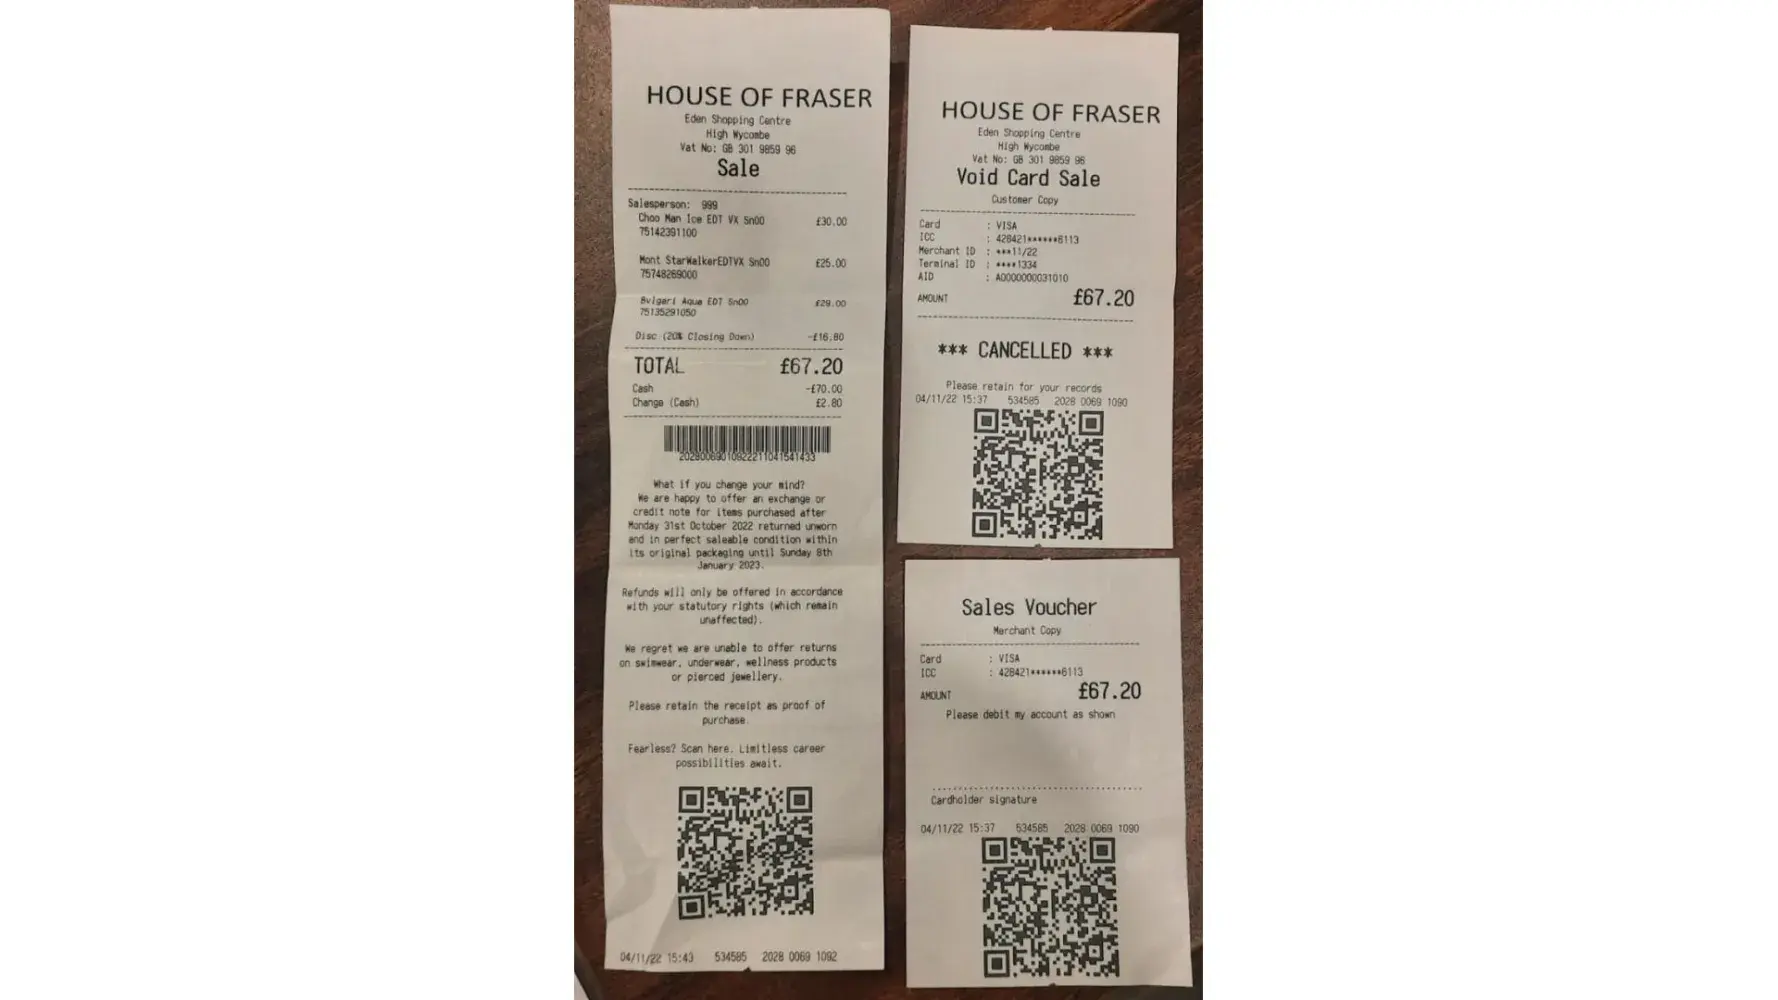 HOUSE OF FRASER
Eden Shopping Centre
High Wycombe
Vat No: GB 301 9859 96
Sale
Salesperson: 999
Choo Man Ice EDT VX Sn00 £30.00
75142391100
Mont StarWalkerEDTVX Sn00 £25.00
75748269000
Bvlgari Aqua EDT Sn00 £29.00
75135291050
Disc (20% Closing Down) -£16.80
TOTAL £67.20
Cash -£70.00
Change (Cash) £2.80
What if you change your mind?
We are happy to offer an exchange or
credit note for items purchased after
Monday 31st October 2022 returned unworn
and in perfect saleable condition within
its original packaging until Sunday 8th
January 2023.
Refunds will only be offered in accordance
with your statutory rights (which remain
unaffected).
We regret we are unable to offer returns
on swimwear, underwear, wellness products
or pierced jewellery.
Please retain the receipt as proof of
purchase.
Fearless? Scan here. Limitless career
possibilities await.
04/11/22 15:43 534585 2028 0069 1092
HOUSE OF FRASER
Eden Shopping Centre
High Wycombe
Vat No: GB 301 9859 96
Void Card Sale
Customer Copy
Card : VISA
ICC : 428421******6113
Merchant ID : ***11/22
Terminal ID : ****1334
AID : A0000000031010
AMOUNT £67.20
*** CANCELLED ***
Please retain for your records
04/11/22 15:37 534585 2028 0069 1090
Sales Voucher
Merchant Copy
Card : VISA
ICC : 428421******6113
AMOUNT £67.20
Please debit my account as shown
Cardholder signature
04/11/22 15:37 534585 2028 0069 1090